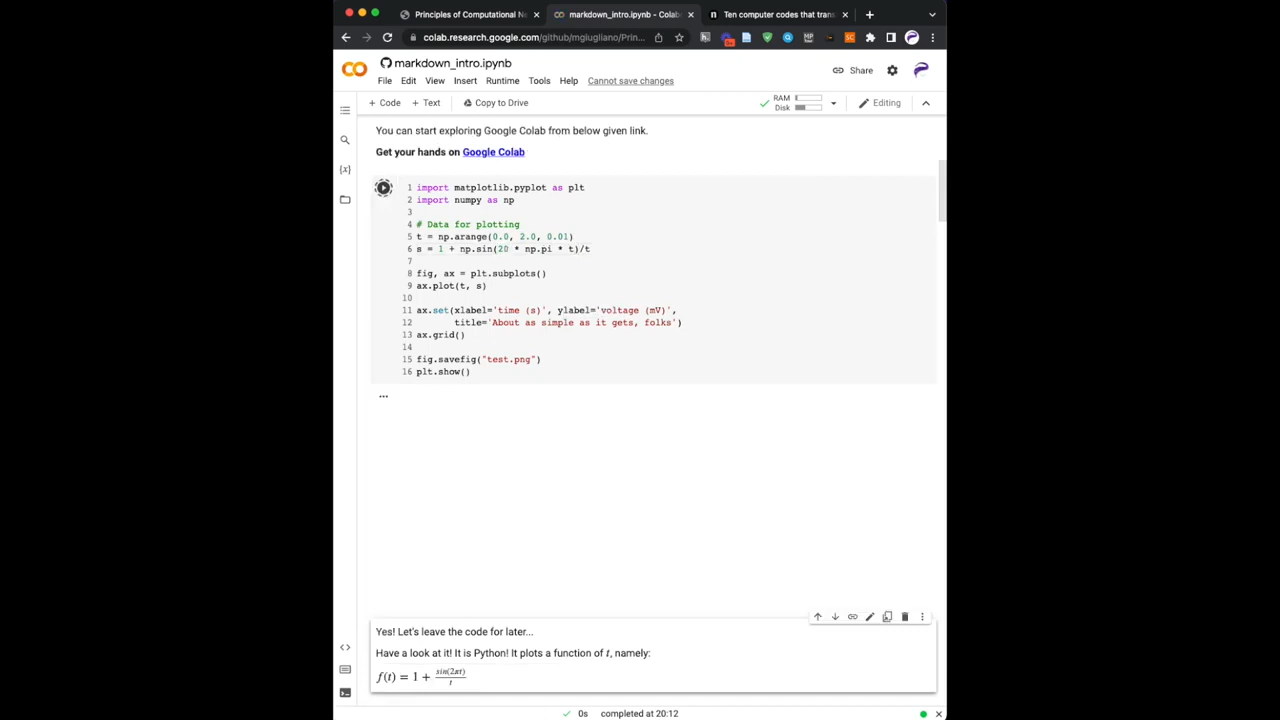 Principles of Computational Ne
markdown_intro.ipynb - Colab
Ten computer codes that trans
colab.research.google.com/github/mgiugliano/Prin...
markdown_intro.ipynb
File Edit View Insert Runtime Tools Help Cannot save changes
Share
+ Code + Text Copy to Drive
RAM
Disk
Editing
You can start exploring Google Colab from below given link.
Get your hands on Google Colab
1 import matplotlib.pyplot as plt
2 import numpy as np
3
4 # Data for plotting
5 t = np.arange(0.0, 2.0, 0.01)
6 s = 1 + np.sin(20 * np.pi * t)/t
7
8 fig, ax = plt.subplots()
9 ax.plot(t, s)
10
11 ax.set(xlabel='time (s)', ylabel='voltage (mV)',
12 title='About as simple as it gets, folks')
13 ax.grid()
14
15 fig.savefig("test.png")
16 plt.show()
...
Yes! Let's leave the code for later...
Have a look at it! It is Python! It plots a function of t, namely:
f(t) = 1 + sin(2πt)/t
0s completed at 20:12